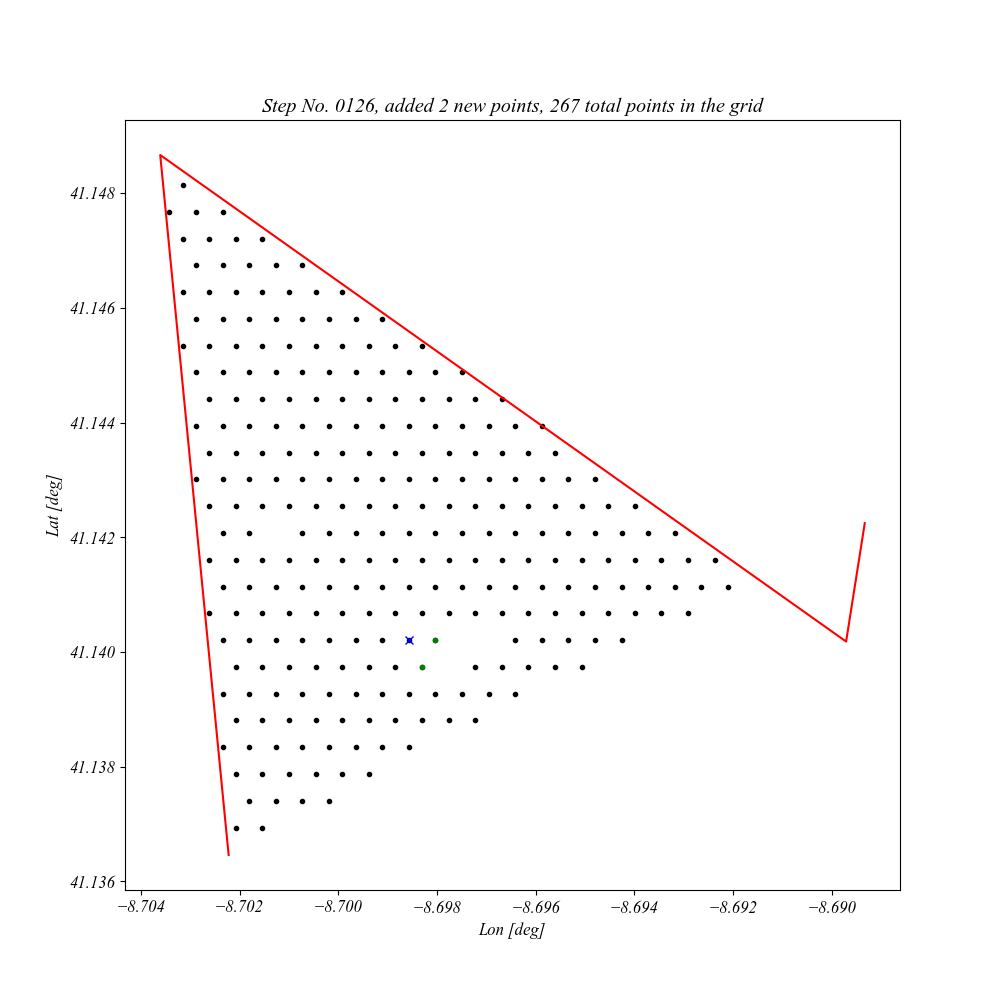 Step No. 0126, added 2 new points, 267 total points in the grid
41.148
41.146
41.144
41.142
41.140
41.138
41.136
Lat [deg]
−8.704 −8.702 −8.700 −8.698 −8.696 −8.694 −8.692 −8.690
Lon [deg]